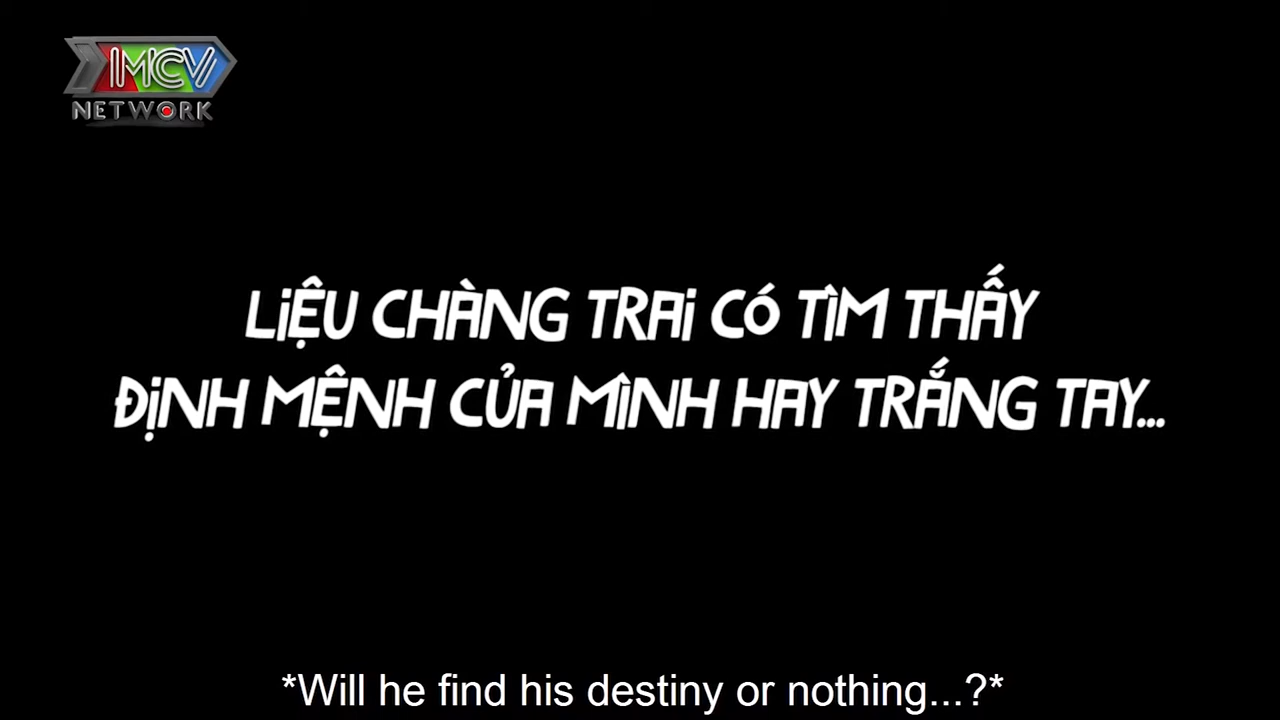 MCV
NETWORK
LIỆU CHÀNG TRAI CÓ TÌM THẤY
ĐỊNH MỆNH CỦA MÌNH HAY TRẮNG TAY...
*Will he find his destiny or nothing...?*